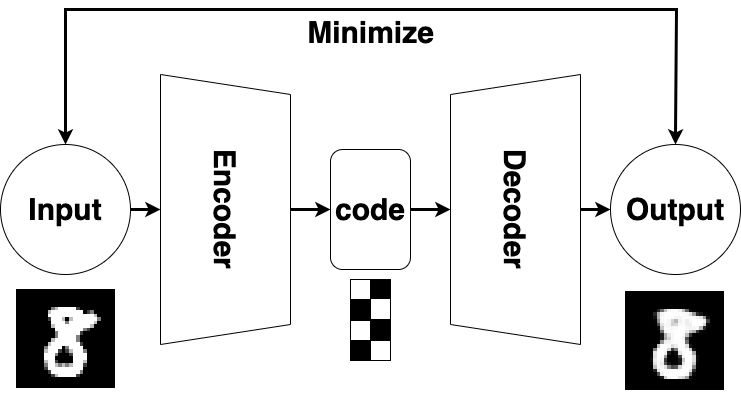 Minimize
Input
Encoder
code
Decoder
Output